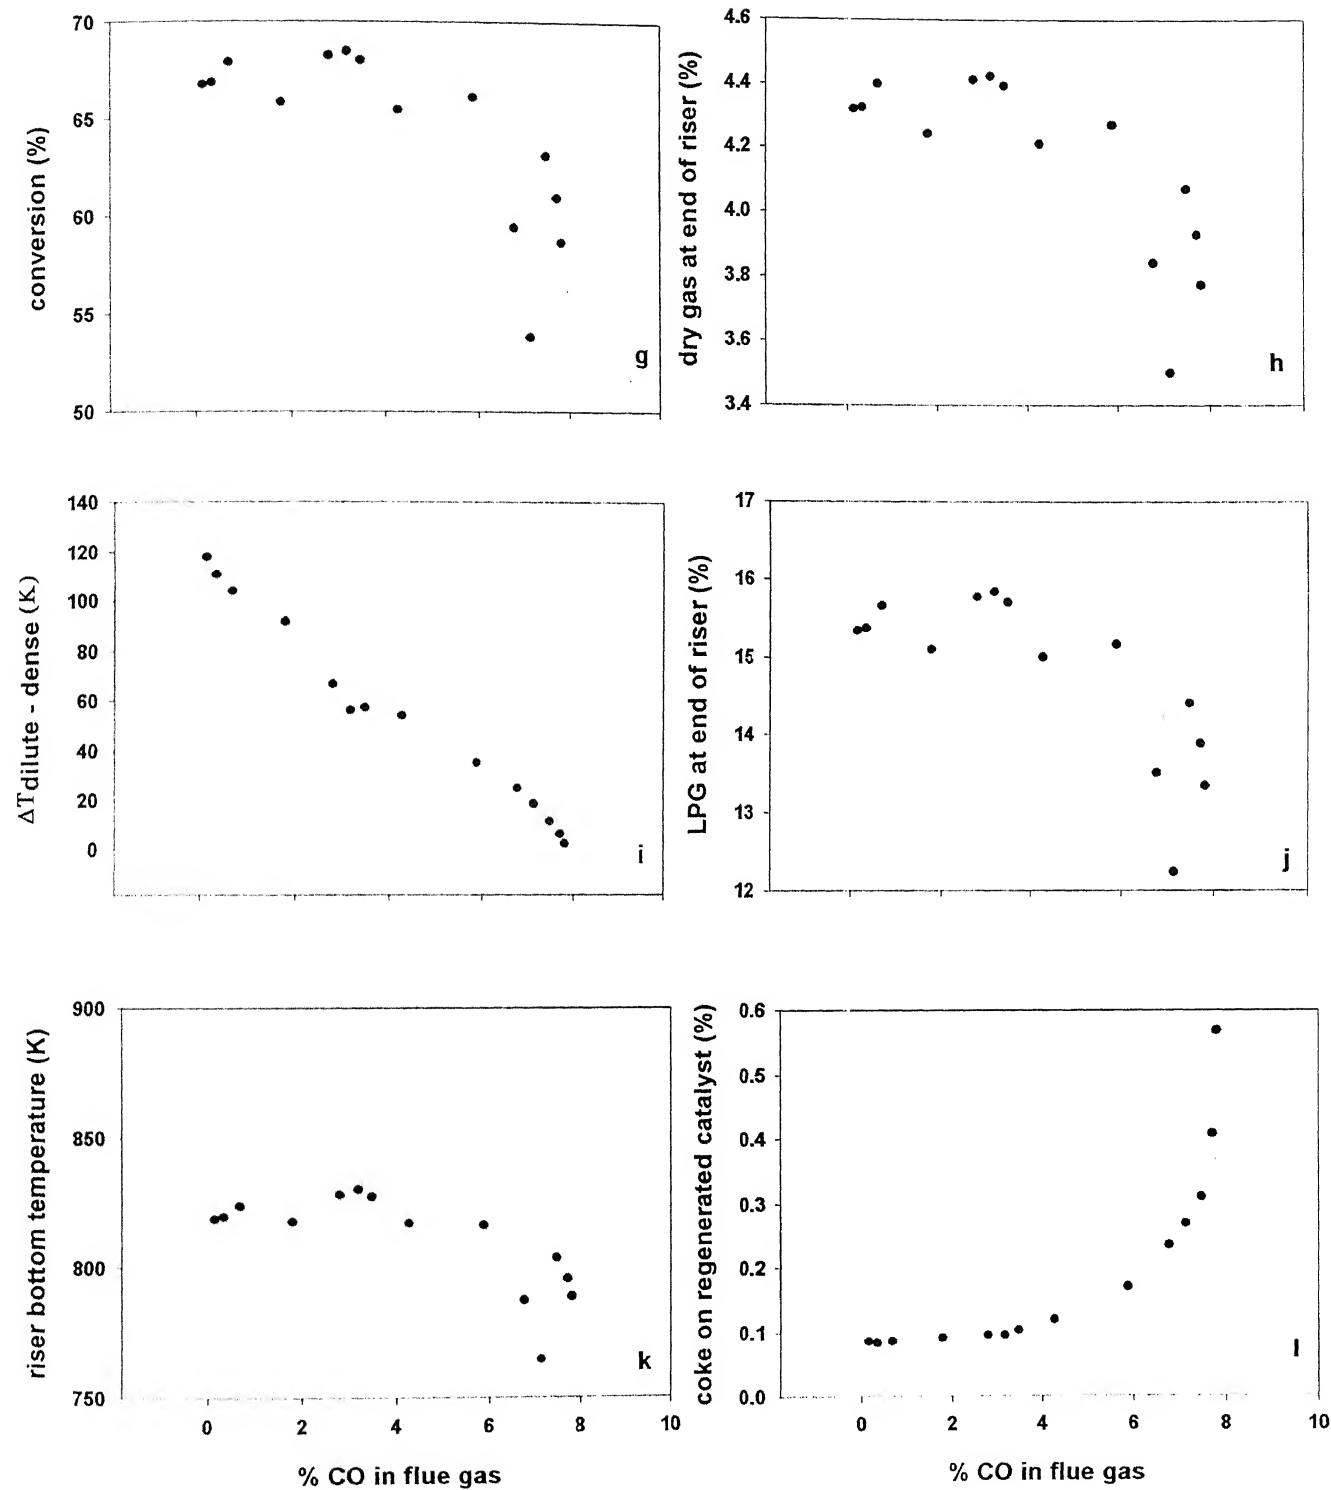 conversion (%)
70
65
60
55
50
g
dry gas at end of riser (%)
4.6
4.4
4.2
4.0
3.8
3.6
3.4
h
ΔTdilute - dense (K)
140
120
100
80
60
40
20
0
i
LPG at end of riser (%)
17
16
15
14
13
12
j
riser bottom temperature (K)
900
850
800
750
k
0 2 4 6 8 10
% CO in flue gas
coke on regenerated catalyst (%)
0.6
0.5
0.4
0.3
0.2
0.1
0.0
l
0 2 4 6 8 10
% CO in flue gas